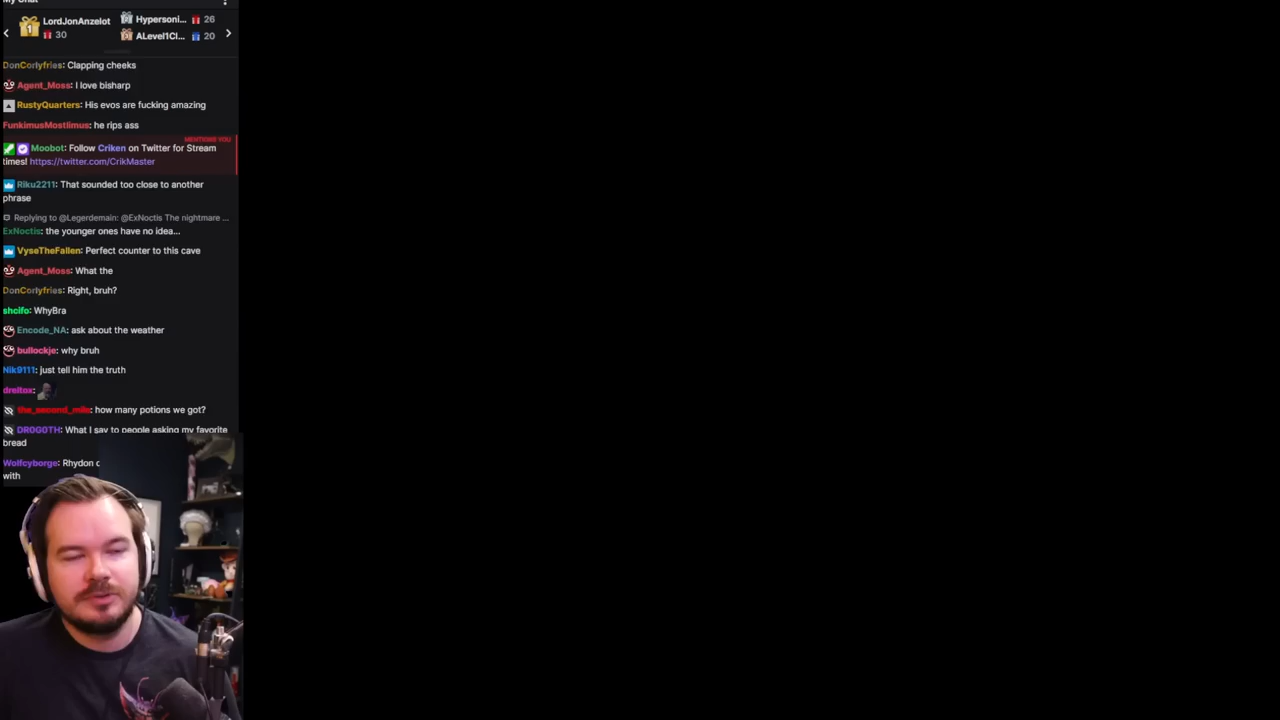 My Chat
LordJonAnzelot
30
Hypersoni... 26
ALevel1Cl... 20
DonCorlyfries: Clapping cheeks
Agent_Moss: I love bisharp
RustyQuarters: His evos are fucking amazing
FunkimusMostlimus: he rips ass
MENTIONS YOU
Moobot: Follow Criken on Twitter for Stream
times! https://twitter.com/CrikMaster
Riku2211: That sounded too close to another
phrase
Replying to @Legerdemain: @ExNoctis The nightmare ...
ExNoctis: the younger ones have no idea...
VyseTheFallen: Perfect counter to this cave
Agent_Moss: What the
DonCorlyfries: Right, bruh?
shcifo: WhyBra
Encode_NA: ask about the weather
bullockje: why bruh
Nik9111: just tell him the truth
dreltox:
the_second_mile: how many potions we got?
DR0G0TH: What I say to people asking my favorite
bread
Wolfcyborge: Rhydon
with